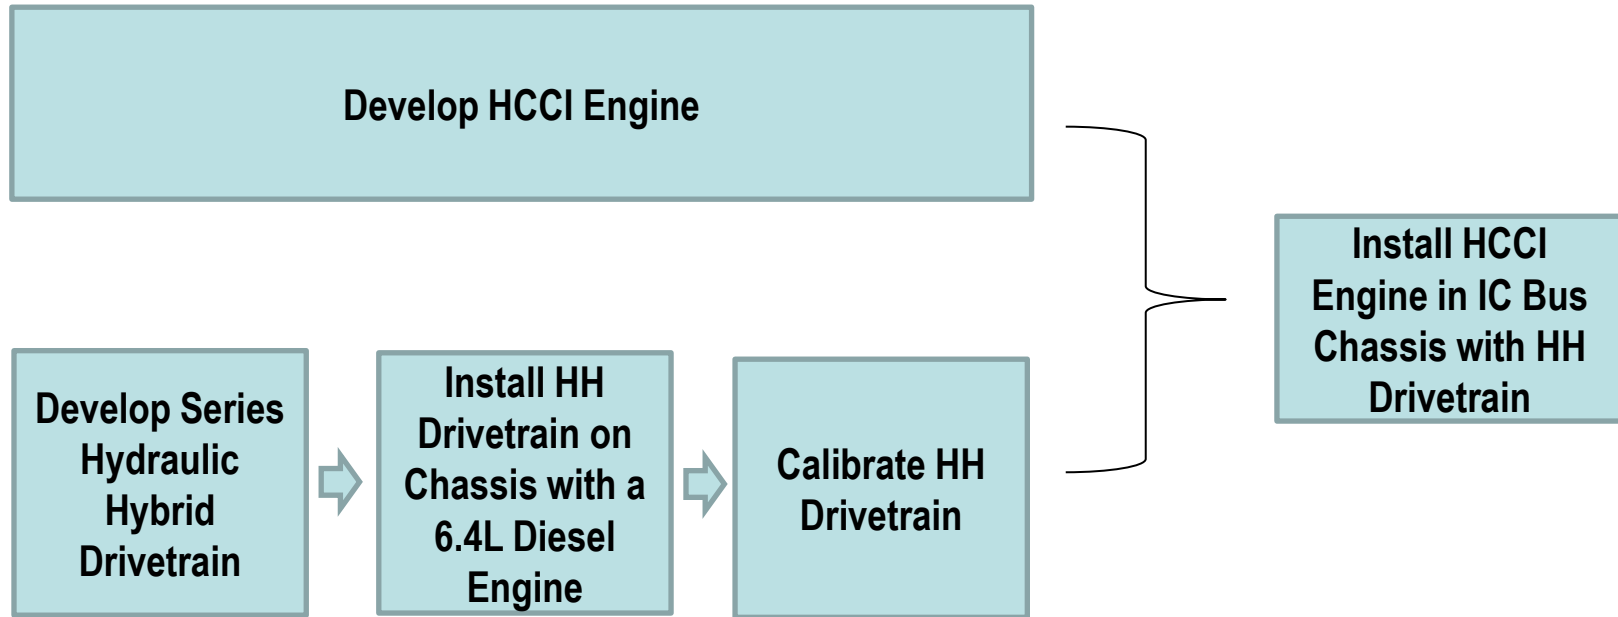 Develop HCCI Engine
Develop Series
Hydraulic
Hybrid
Drivetrain
Install HH
Drivetrain on
Chassis with a
6.4L Diesel
Engine
Calibrate HH
Drivetrain
Install HCCI
Engine in IC Bus
Chassis with HH
Drivetrain